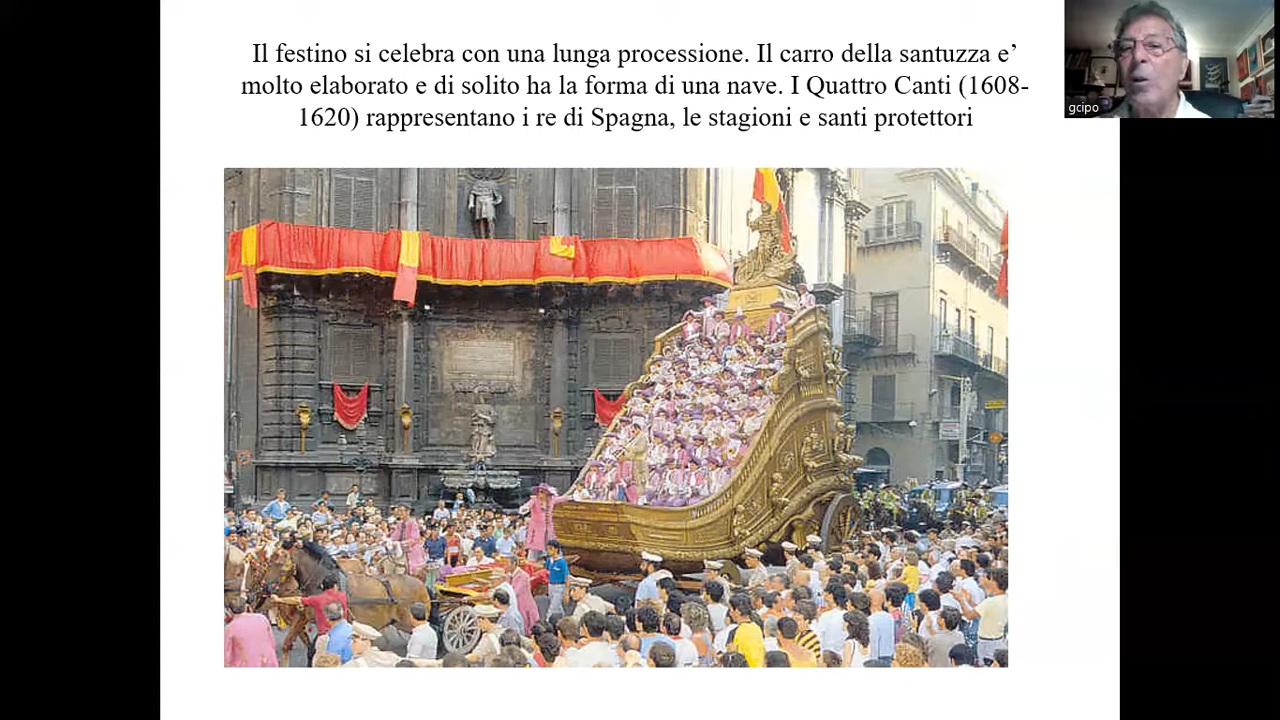 Il festino si celebra con una lunga processione. Il carro della santuzza e’
molto elaborato e di solito ha la forma di una nave. I Quattro Canti (1608-
1620) rappresentano i re di Spagna, le stagioni e santi protettori
gcipo